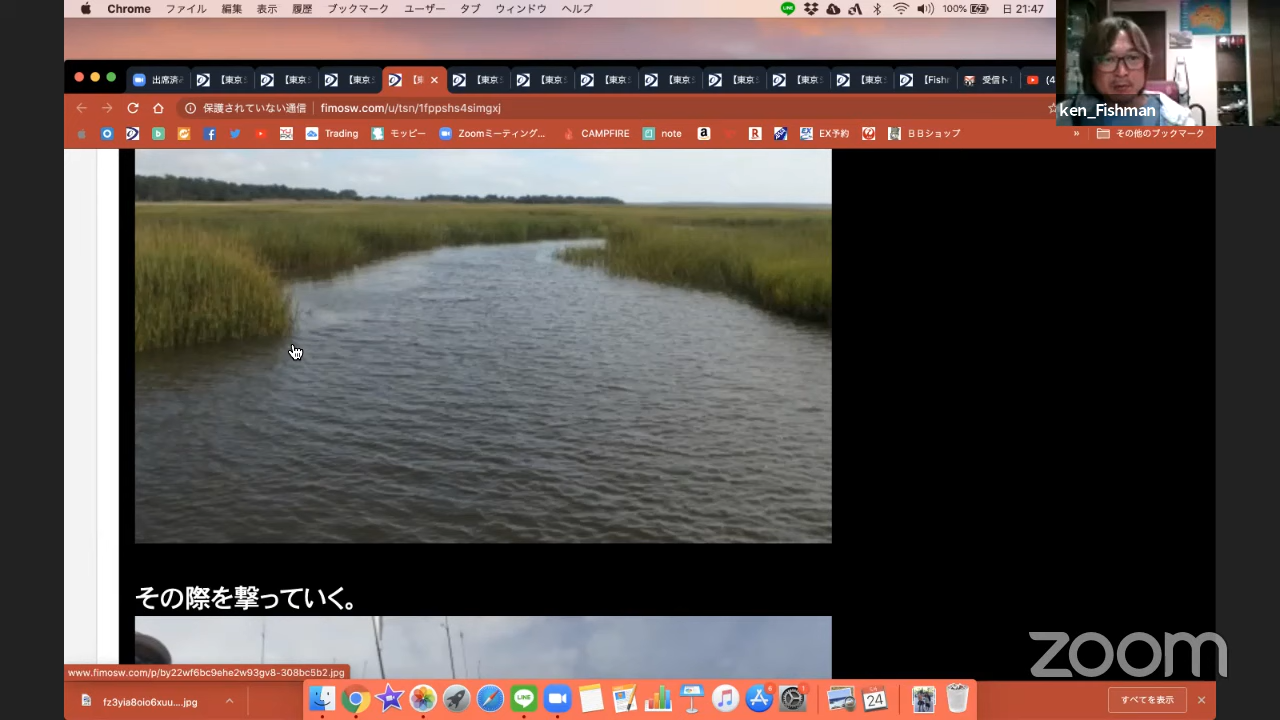 Chrome ファイル 編集 表示 履歴 ブックマーク ユーザー タブ ウィンドウ ヘルプ 100% 日 21:47
出席済 【東京 【東京 【東京 【東 × 【東京 【東京 【東京 【東京 【東京 【東京 【東京 【Fish 受信ト (4
保護されていない通信 fimosw.com/u/tsn/1fppshs4simgxj
ken_Fishman
Trading モッピー Zoomミーティング... CAMPFIRE note a R EX予約 BBショップ » その他のブックマーク
その際を撃っていく。
zoom
www.fimosw.com/p/by22wf6bc9ehe2w93gv8-308bc5b2.jpg
fz3yla8oio6xuu....jpg LINE 24 すべてを表示 ×